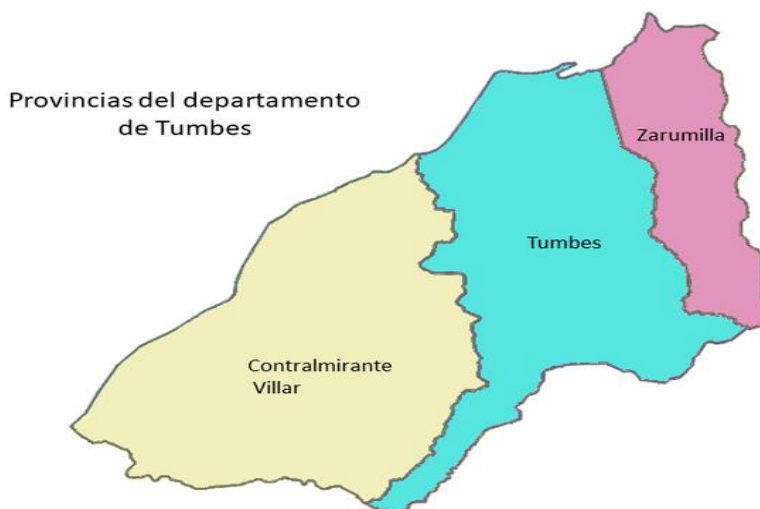 Provincias del departamento
de Tumbes
Zarumilla
Tumbes
Contralmirante
Villar